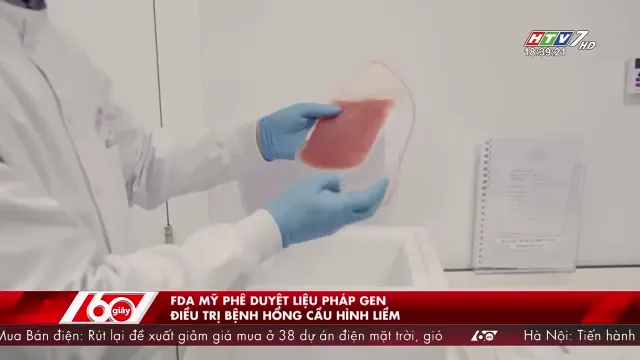 HTV7 HD
18:39:21
60 giây
FDA MỸ PHÊ DUYỆT LIỆU PHÁP GEN
ĐIỀU TRỊ BỆNH HỒNG CẦU HÌNH LIỀM
Mua Bán điện: Rút lại đề xuất giảm giá mua ở 38 dự án điện mặt trời, gió 60 giây Hà Nội: Tiến hành